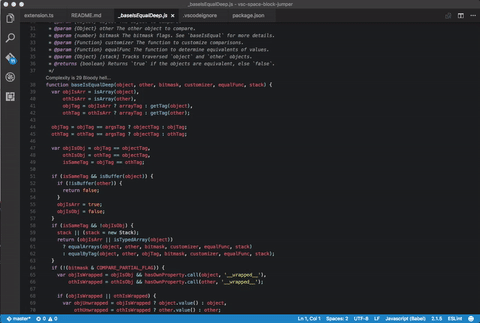 extension.ts README.md _baseIsEqualDeep.js .vscodeignore package.json
_baseIsEqualDeep.js — vsc-space-block-jumper
31 * @param {Object} other The other object to compare.
32 * @param {number} bitmask The bitmask flags. See `baseIsEqual` for more details.
33 * @param {Function} customizer The function to customize comparisons.
34 * @param {Function} equalFunc The function to determine equivalents of values.
35 * @param {Object} [stack] Tracks traversed `object` and `other` objects.
36 * @returns {boolean} Returns `true` if the objects are equivalent, else `false`.
37 */
Complexity is 29 Bloody hell...
38 function baseIsEqualDeep(object, other, bitmask, customizer, equalFunc, stack) {
39 var objIsArr = isArray(object),
40 othIsArr = isArray(other),
41 objTag = objIsArr ? arrayTag : getTag(object),
42 othTag = othIsArr ? arrayTag : getTag(other);
43
44 objTag = objTag == argsTag ? objectTag : objTag;
45 othTag = othTag == argsTag ? objectTag : othTag;
46
47 var objIsObj = objTag == objectTag,
48 othIsObj = othTag == objectTag,
49 isSameTag = objTag == othTag;
50
51 if (isSameTag && isBuffer(object)) {
52 if (!isBuffer(other)) {
53 return false;
54 }
55 objIsArr = true;
56 objIsObj = false;
57 }
58 if (isSameTag && !objIsObj) {
59 stack || (stack = new Stack);
60 return (objIsArr || isTypedArray(object))
61 ? equalArrays(object, other, bitmask, customizer, equalFunc, stack)
62 : equalByTag(object, other, objTag, bitmask, customizer, equalFunc, stack);
63 }
64 if (!(bitmask & COMPARE_PARTIAL_FLAG)) {
65 var objIsWrapped = objIsObj && hasOwnProperty.call(object, '__wrapped__'),
66 othIsWrapped = othIsObj && hasOwnProperty.call(other, '__wrapped__');
67
68 if (objIsWrapped || othIsWrapped) {
69 var objUnwrapped = objIsWrapped ? object.value() : object,
70 othUnwrapped = othIsWrapped ? other.value() : other;
master* 0 0 Ln 1, Col 1 Spaces: 2 UTF-8 LF JavaScript (Babel) 2.1.5 ESLint